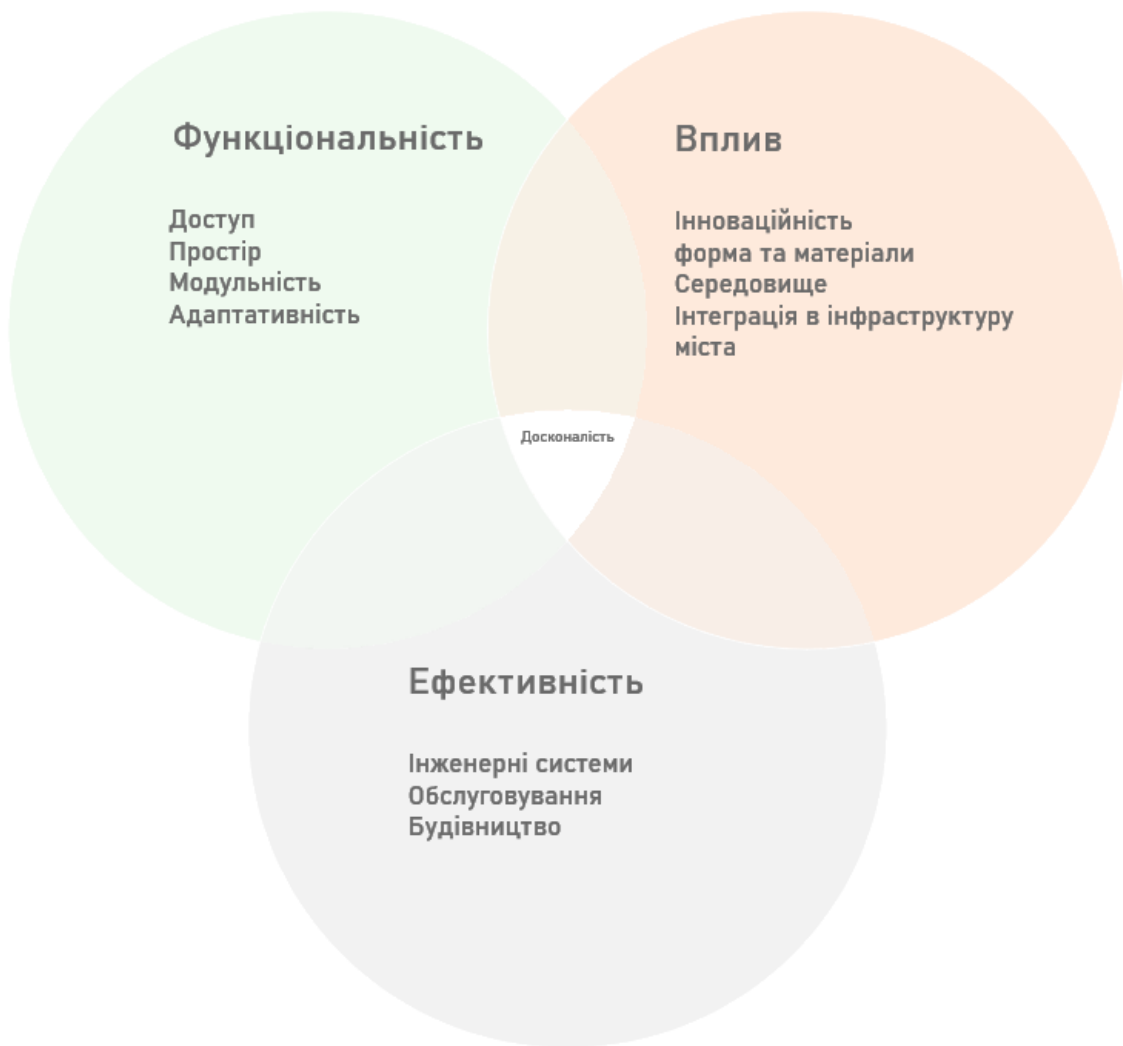 Функціональність
Доступ
Простір
Модульність
Адаптативність
Вплив
Інноваційність
форма та матеріали
Середовище
Інтеграція в інфраструктуру
міста
Досконалість
Ефективність
Інженерні системи
Обслуговування
Будівництво